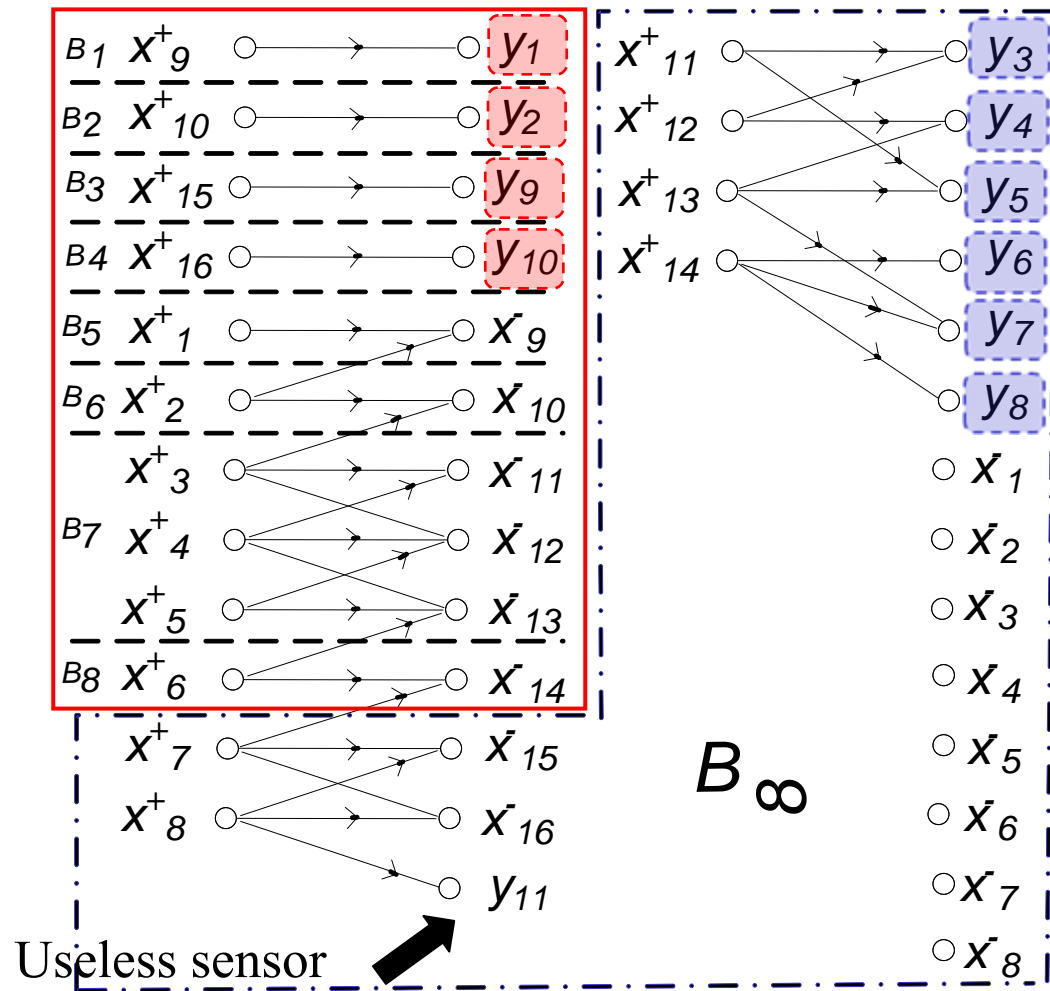 B1 x+9 y1
B2 x+10 y2
B3 x+15 y9
B4 x+16 y10
B5 x+1 x-9
B6 x+2 x-10
x+3 x-11
B7 x+4 x-12
x+5 x-13
B8 x+6 x-14
x+7 x-15
x+8 x-16
y11
Useless sensor
x+11 y3
x+12 y4
x+13 y5
x+14 y6
y7
y8
x-1
x-2
x-3
x-4
x-5
x-6
x-7
x-8
B∞